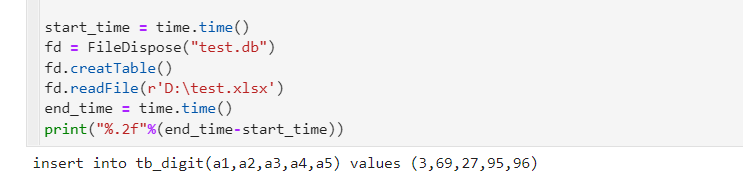 start_time = time.time()
fd = FileDispose("test.db")
fd.creatTable()
fd.readFile(r'D:\test.xlsx')
end_time = time.time()
print("%.2f"%(end_time-start_time))
insert into tb_digit(a1,a2,a3,a4,a5) values (3,69,27,95,96)